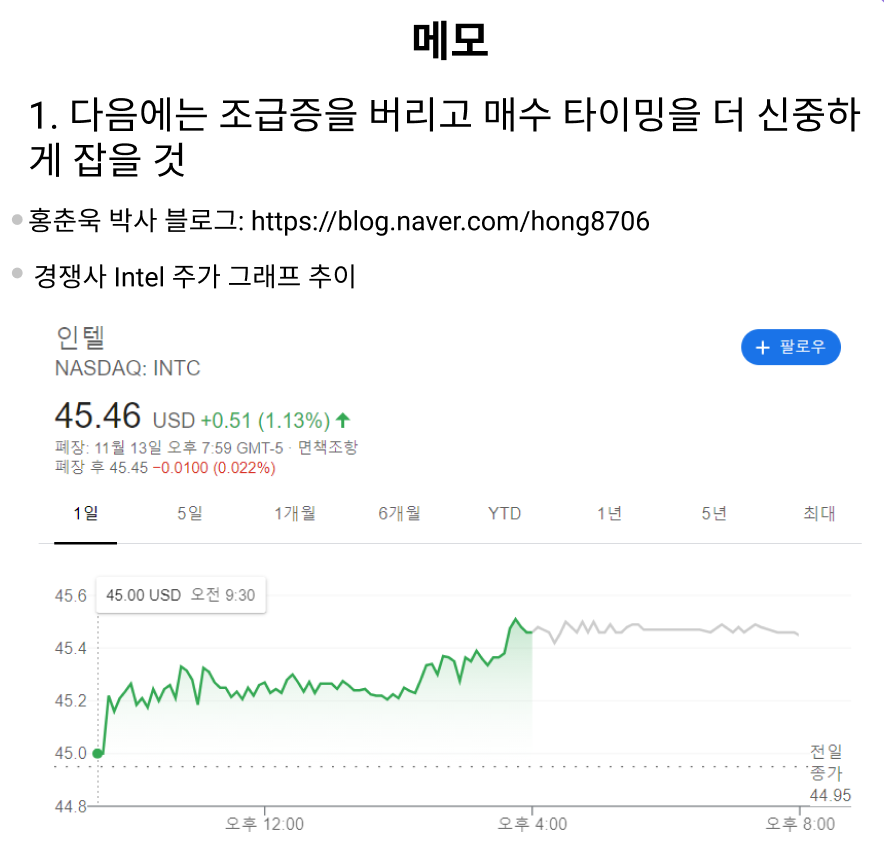 메모
1. 다음에는 조급증을 버리고 매수 타이밍을 더 신중하
게 잡을 것
홍춘욱 박사 블로그: https://blog.naver.com/hong8706
경쟁사 Intel 주가 그래프 추이
인텔
+ 팔로우
NASDAQ: INTC
45.46 USD +0.51 (1.13%)
폐장: 11월 13일 오후 7:59 GMT-5 · 면책조항
폐장 후 45.45 −0.0100 (0.022%)
1일 5일 1개월 6개월 YTD 1년 5년 최대
45.6
45.00 USD 오전 9:30
45.4
45.2
45.0
전일
종가
44.95
44.8
오후 12:00 오후 4:00 오후 8:00